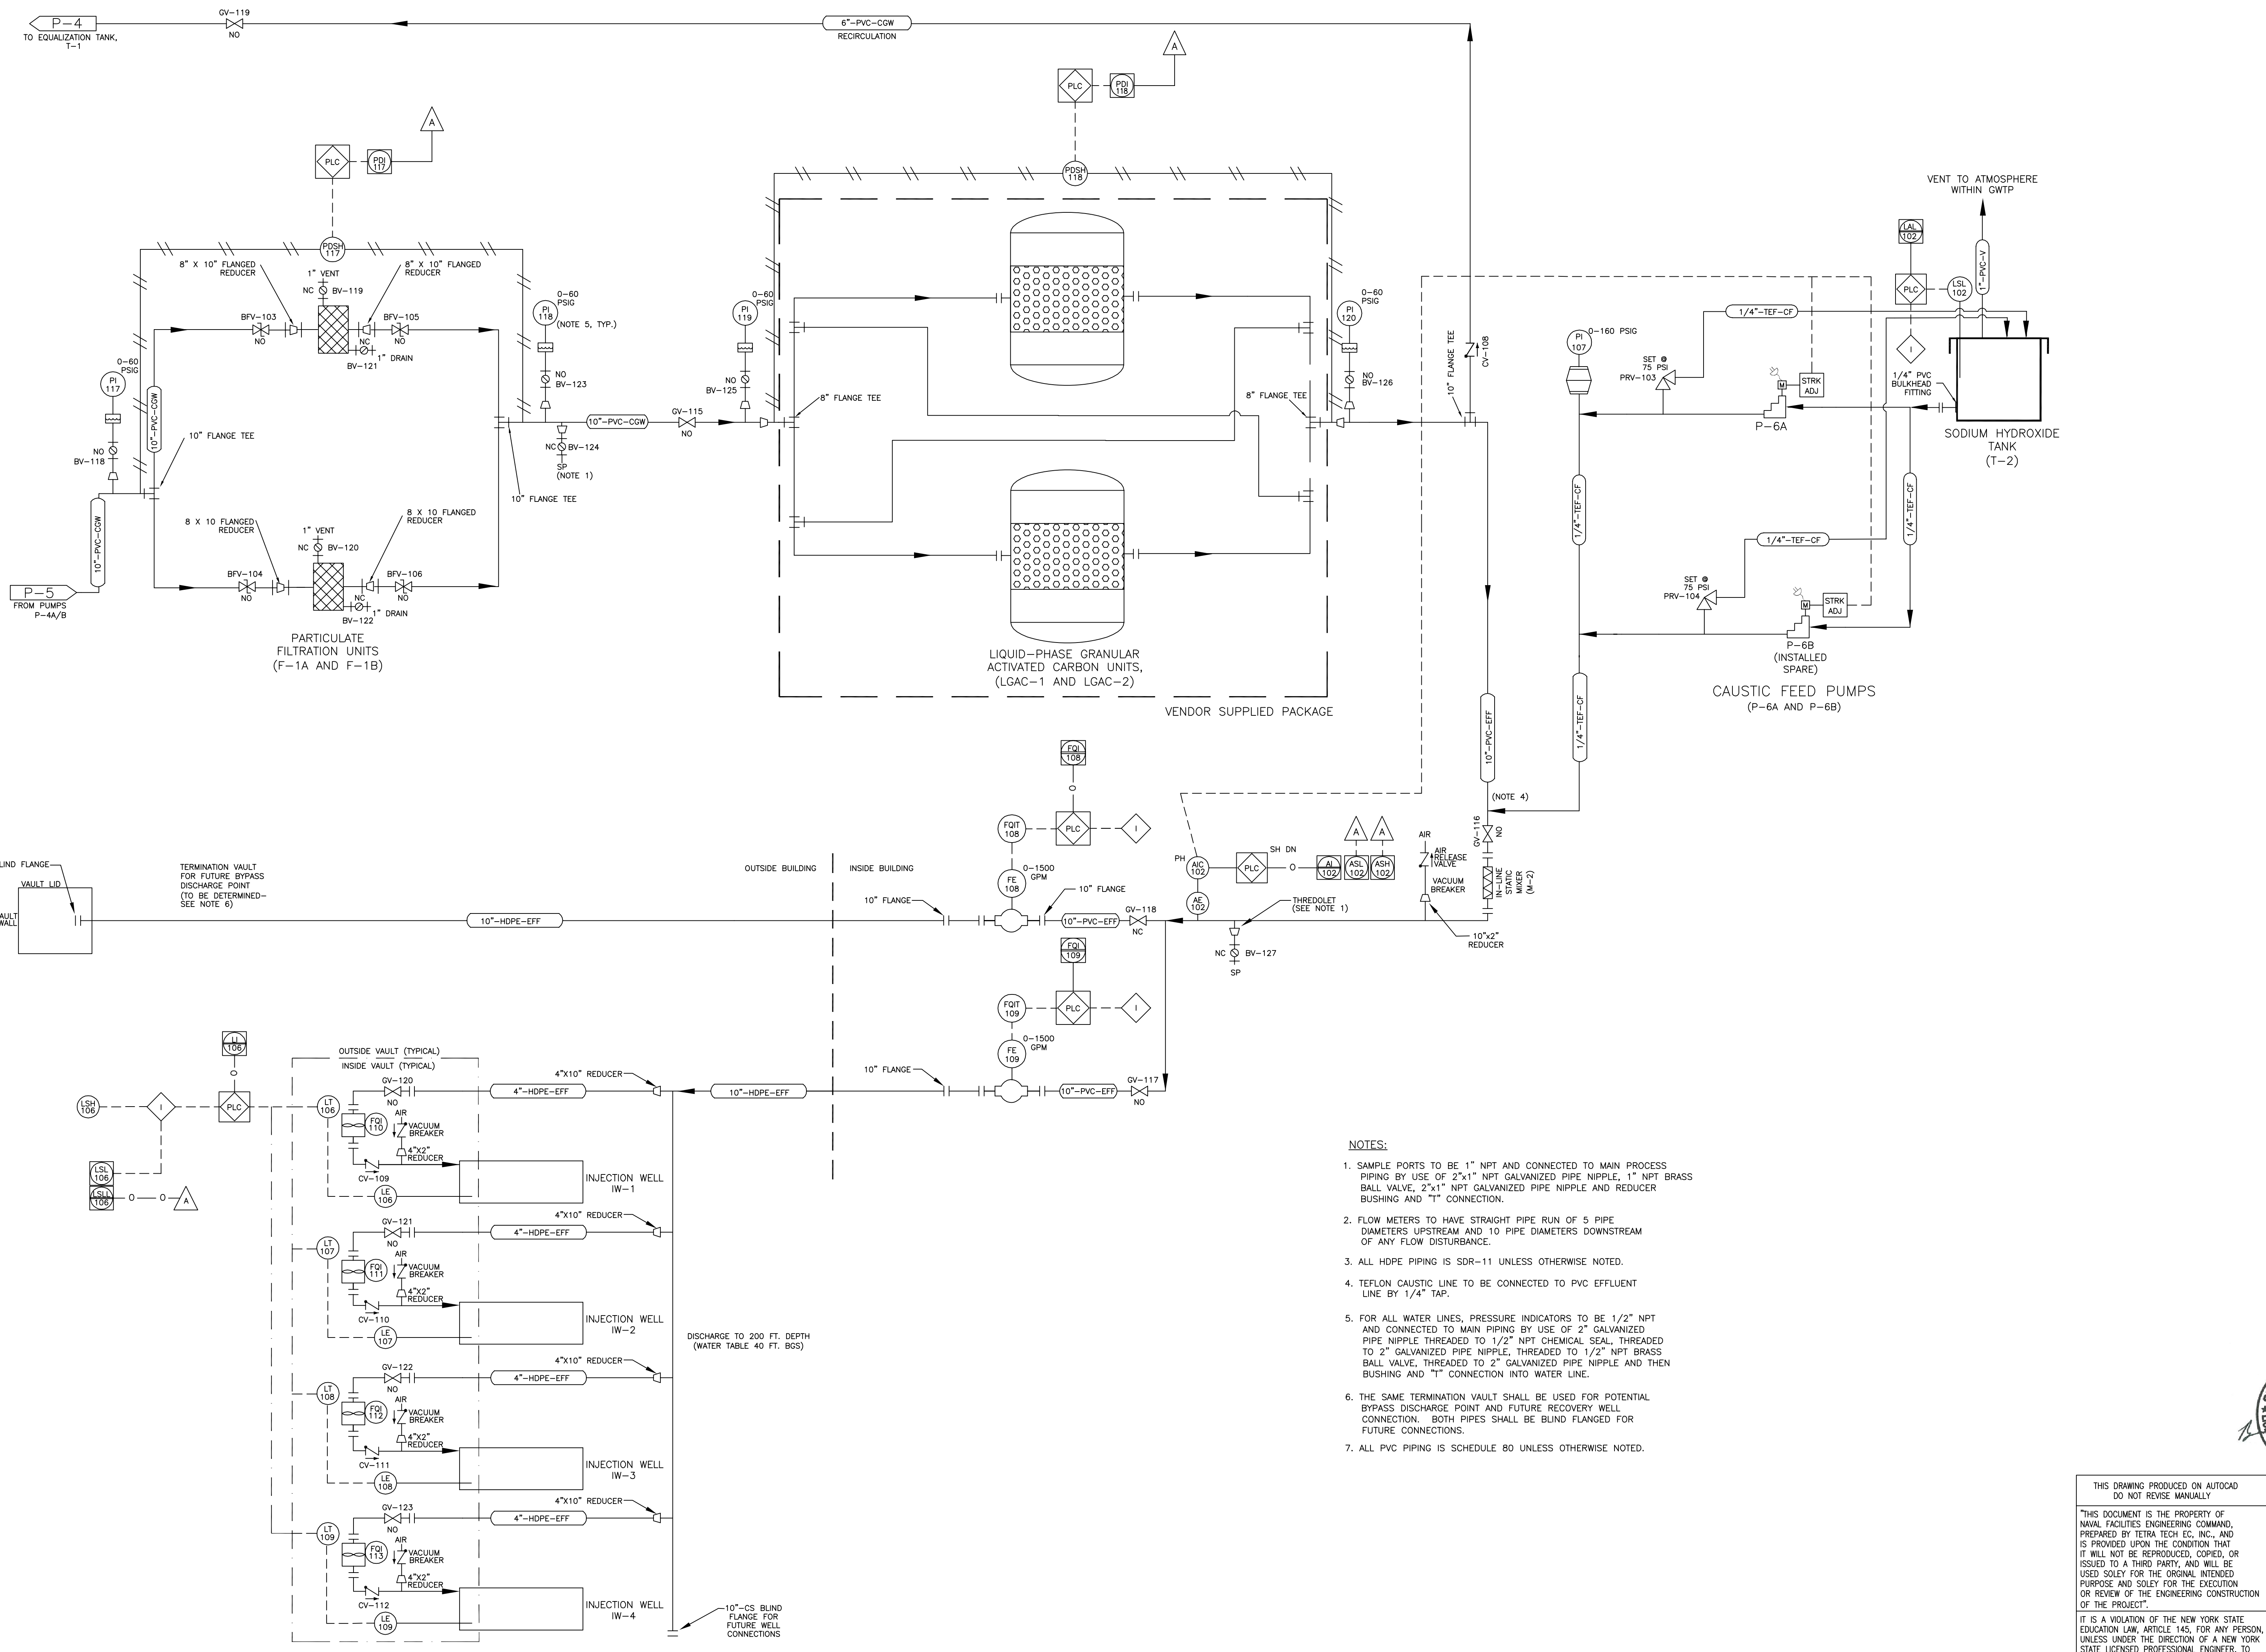 P-4
TO EQUALIZATION TANK,
T-1
GV-119
NO
6"-PVC-CGW
RECIRCULATION
A
PLC
PDI
118
A
PLC
PDI
117
PDSH
118
PDSH
117
8" X 10" FLANGED
REDUCER
1" VENT
NC
BV-119
8" X 10" FLANGED
REDUCER
BFV-103
NO
BFV-105
NO
NC
1" DRAIN
BV-121
0-60
PSIG
PI
117
NO
BV-118
10"-PVC-CGW
10" FLANGE TEE
10"-PVC-CGW
P-5
FROM PUMPS
P-4A/B
8 X 10 FLANGED
REDUCER
1" VENT
NC
BV-120
8 X 10 FLANGED
REDUCER
BFV-104
NO
BFV-106
NO
NC
1" DRAIN
BV-122
PARTICULATE
FILTRATION UNITS
(F-1A AND F-1B)
0-60
PSIG
PI
118
(NOTE 5, TYP.)
NO
BV-123
10"-PVC-CGW
GV-115
NO
NC
BV-124
SP
(NOTE 1)
10" FLANGE TEE
0-60
PSIG
PI
119
NO
BV-125
8" FLANGE TEE
8" FLANGE TEE
0-60
PSIG
PI
120
NO
BV-126
LIQUID-PHASE GRANULAR
ACTIVATED CARBON UNITS,
(LGAC-1 AND LGAC-2)
VENDOR SUPPLIED PACKAGE
10" FLANGE TEE
CV-108
PI
107
0-160 PSIG
SET @
75 PSI
PRV-103
1/4"-TEF-CF
M
STRK
ADJ
P-6A
VENT TO ATMOSPHERE
WITHIN GWTP
LAL
102
PLC
LSL
102
I
1"-PVC-V
1/4" PVC
BULKHEAD
FITTING
SODIUM HYDROXIDE
TANK
(T-2)
1/4"-TEF-CF
1/4"-TEF-CF
1/4"-TEF-CF
SET @
75 PSI
PRV-104
M
STRK
ADJ
P-6B
(INSTALLED
SPARE)
CAUSTIC FEED PUMPS
(P-6A AND P-6B)
1/4"-TEF-CF
10"-PVC-EFF
(NOTE 4)
GV-116
NO
IN-LINE
STATIC
MIXER
(M-2)
AIR
AIR
RELEASE
VALVE
VACUUM
BREAKER
10"x2"
REDUCER
FQI
108
O
FQIT
108
PLC
I
FE
108
0-1500
GPM
10" FLANGE
10" FLANGE
10"-PVC-EFF
GV-118
NC
PH
AIC
102
PLC
SH DN
O
AI
102
ASL
102
ASH
102
A
A
AE
102
THREDOLET
(SEE NOTE 1)
NC
BV-127
SP
LIND FLANGE
VAULT LID
AULT
WALL
TERMINATION VAULT
FOR FUTURE BYPASS
DISCHARGE POINT
(TO BE DETERMINED-
SEE NOTE 6)
10"-HDPE-EFF
OUTSIDE BUILDING
INSIDE BUILDING
FQI
109
FQIT
109
PLC
I
FE
109
0-1500
GPM
10" FLANGE
10"-PVC-EFF
GV-117
NO
10"-HDPE-EFF
LI
106
O
PLC
I
LSH
106
LSL
106
LSLL
106
O
O
A
OUTSIDE VAULT (TYPICAL)
INSIDE VAULT (TYPICAL)
GV-120
NO
4"-HDPE-EFF
4"X10" REDUCER
LT
106
FQI
110
AIR
VACUUM
BREAKER
4"X2"
REDUCER
CV-109
LE
106
INJECTION WELL
IW-1
GV-121
NO
4"-HDPE-EFF
4"X10" REDUCER
LT
107
FQI
111
AIR
VACUUM
BREAKER
4"X2"
REDUCER
CV-110
LE
107
INJECTION WELL
IW-2
DISCHARGE TO 200 FT. DEPTH
(WATER TABLE 40 FT. BGS)
GV-122
NO
4"-HDPE-EFF
4"X10" REDUCER
LT
108
FQI
112
AIR
VACUUM
BREAKER
4"X2"
REDUCER
CV-111
LE
108
INJECTION WELL
IW-3
GV-123
NO
4"-HDPE-EFF
4"X10" REDUCER
LT
109
FQI
113
AIR
VACUUM
BREAKER
4"X2"
REDUCER
CV-112
LE
109
INJECTION WELL
IW-4
10"-CS BLIND
FLANGE FOR
FUTURE WELL
CONNECTIONS
NOTES:
1. SAMPLE PORTS TO BE 1" NPT AND CONNECTED TO MAIN PROCESS
PIPING BY USE OF 2"x1" NPT GALVANIZED PIPE NIPPLE, 1" NPT BRASS
BALL VALVE, 2"x1" NPT GALVANIZED PIPE NIPPLE AND REDUCER
BUSHING AND "T" CONNECTION.
2. FLOW METERS TO HAVE STRAIGHT PIPE RUN OF 5 PIPE
DIAMETERS UPSTREAM AND 10 PIPE DIAMETERS DOWNSTREAM
OF ANY FLOW DISTURBANCE.
3. ALL HDPE PIPING IS SDR-11 UNLESS OTHERWISE NOTED.
4. TEFLON CAUSTIC LINE TO BE CONNECTED TO PVC EFFLUENT
LINE BY 1/4" TAP.
5. FOR ALL WATER LINES, PRESSURE INDICATORS TO BE 1/2" NPT
AND CONNECTED TO MAIN PIPING BY USE OF 2" GALVANIZED
PIPE NIPPLE THREADED TO 1/2" NPT CHEMICAL SEAL, THREADED
TO 2" GALVANIZED PIPE NIPPLE, THREADED TO 1/2" NPT BRASS
BALL VALVE, THREADED TO 2" GALVANIZED PIPE NIPPLE AND THEN
BUSHING AND "T" CONNECTION INTO WATER LINE.
6. THE SAME TERMINATION VAULT SHALL BE USED FOR POTENTIAL
BYPASS DISCHARGE POINT AND FUTURE RECOVERY WELL
CONNECTION. BOTH PIPES SHALL BE BLIND FLANGED FOR
FUTURE CONNECTIONS.
7. ALL PVC PIPING IS SCHEDULE 80 UNLESS OTHERWISE NOTED.
THIS DRAWING PRODUCED ON AUTOCAD
DO NOT REVISE MANUALLY
"THIS DOCUMENT IS THE PROPERTY OF
NAVAL FACILITIES ENGINEERING COMMAND,
PREPARED BY TETRA TECH EC, INC., AND
IS PROVIDED UPON THE CONDITION THAT
IT WILL NOT BE REPRODUCED, COPIED, OR
ISSUED TO A THIRD PARTY, AND WILL BE
USED SOLEY FOR THE ORGINAL INTENDED
PURPOSE AND SOLEY FOR THE EXECUTION
OR REVIEW OF THE ENGINEERING CONSTRUCTION
OF THE PROJECT".
IT IS A VIOLATION OF THE NEW YORK STATE
EDUCATION LAW, ARTICLE 145, FOR ANY PERSON,
UNLESS UNDER THE DIRECTION OF A NEW YORK
STATE LICENSED PROFESSIONAL ENGINEER, TO